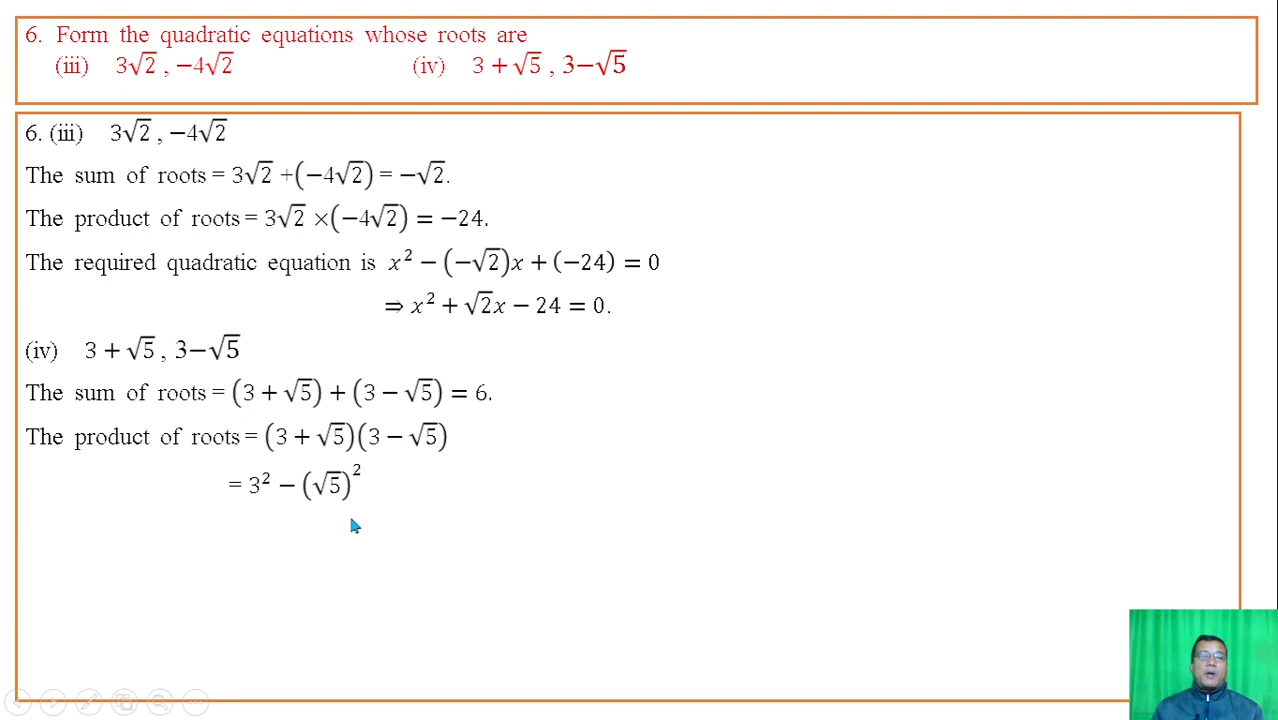 6. Form the quadratic equations whose roots are
(iii) 3√2 , −4√2 (iv) 3 + √5 , 3−√5
6. (iii) 3√2 , −4√2
The sum of roots = 3√2 +(−4√2) = −√2.
The product of roots = 3√2 ×(−4√2) = −24.
The required quadratic equation is x² − (−√2)x + (−24) = 0
⇒ x² + √2x − 24 = 0.
(iv) 3 + √5 , 3−√5
The sum of roots = (3 + √5) + (3 − √5) = 6.
The product of roots = (3 + √5)(3 − √5)
= 3² − (√5)²